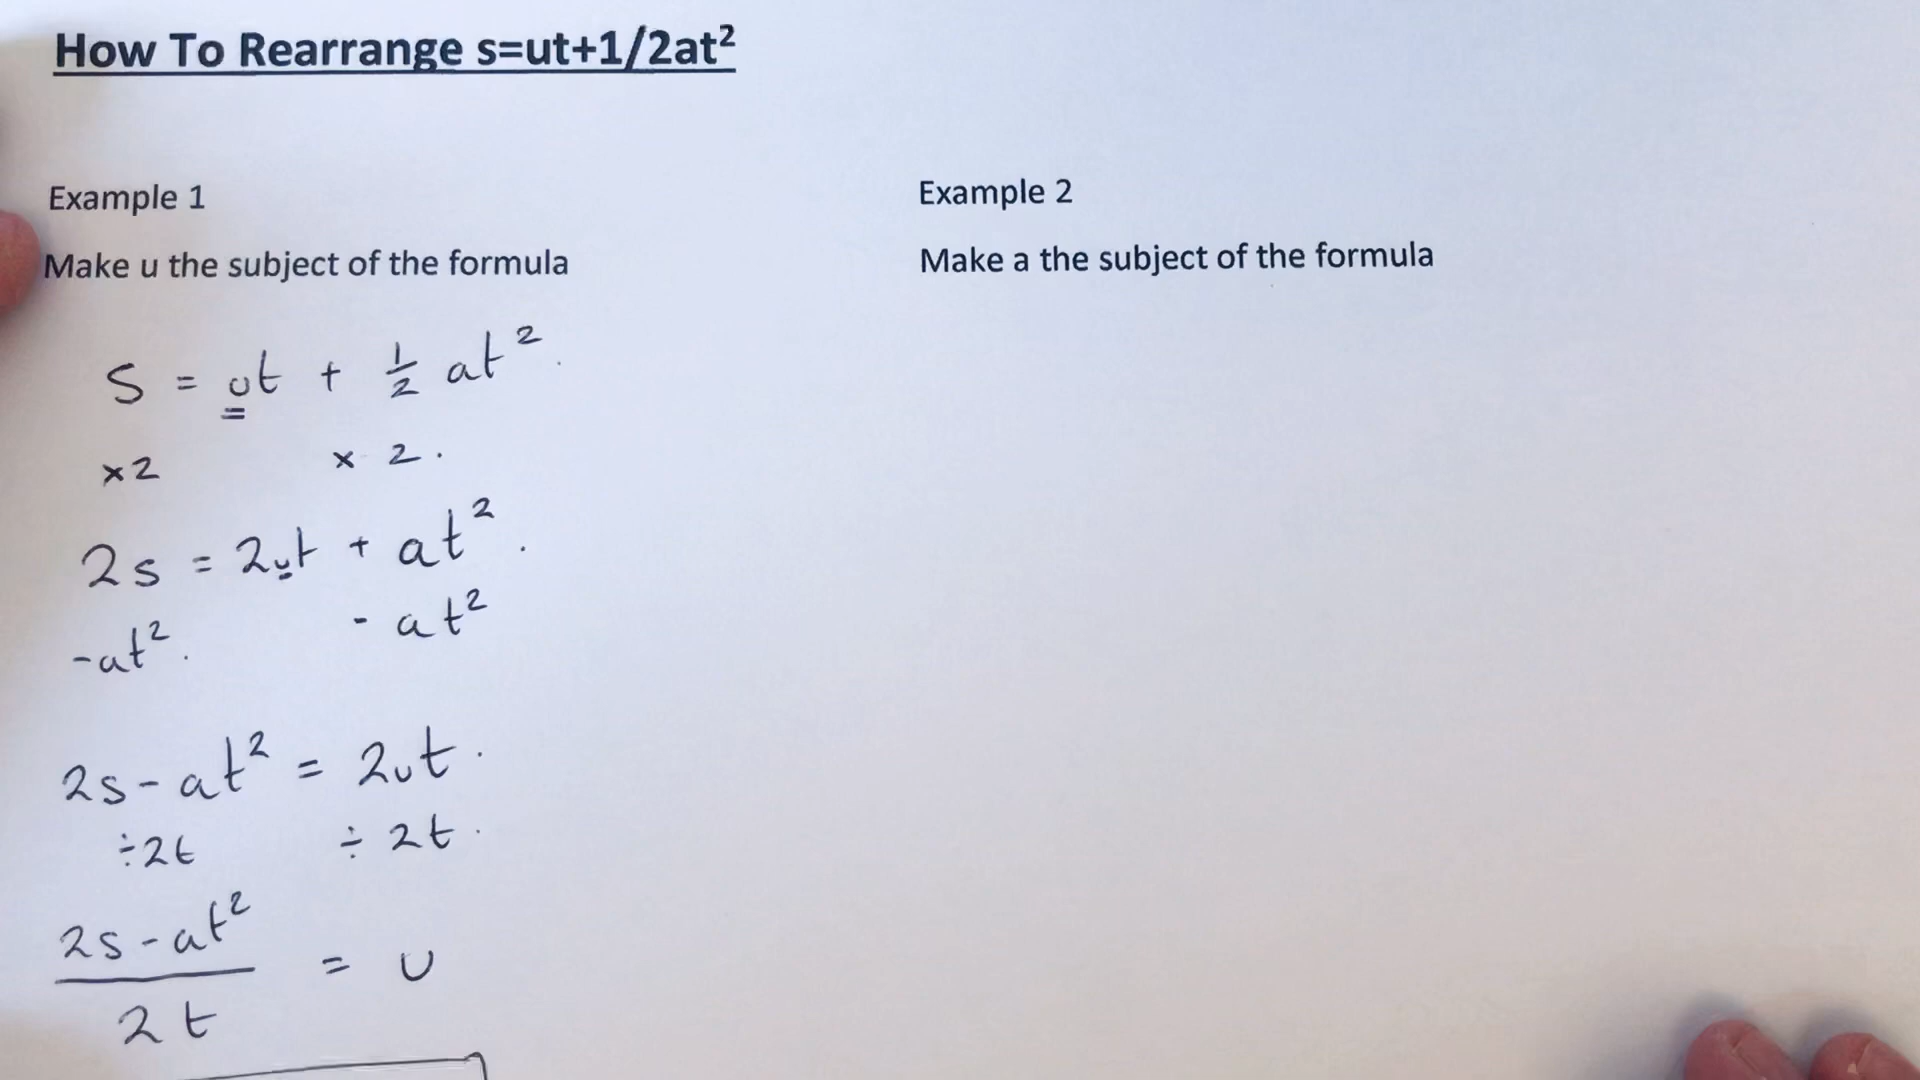 How To Rearrange s=ut+1/2at²
Example 1
Make u the subject of the formula
S = ut + 1/2 at².
×2 × 2.
2s = 2ut + at².
-at². - at²
2s - at² = 2ut.
÷2t ÷ 2t.
2s - at²
2t
= u
Example 2
Make a the subject of the formula